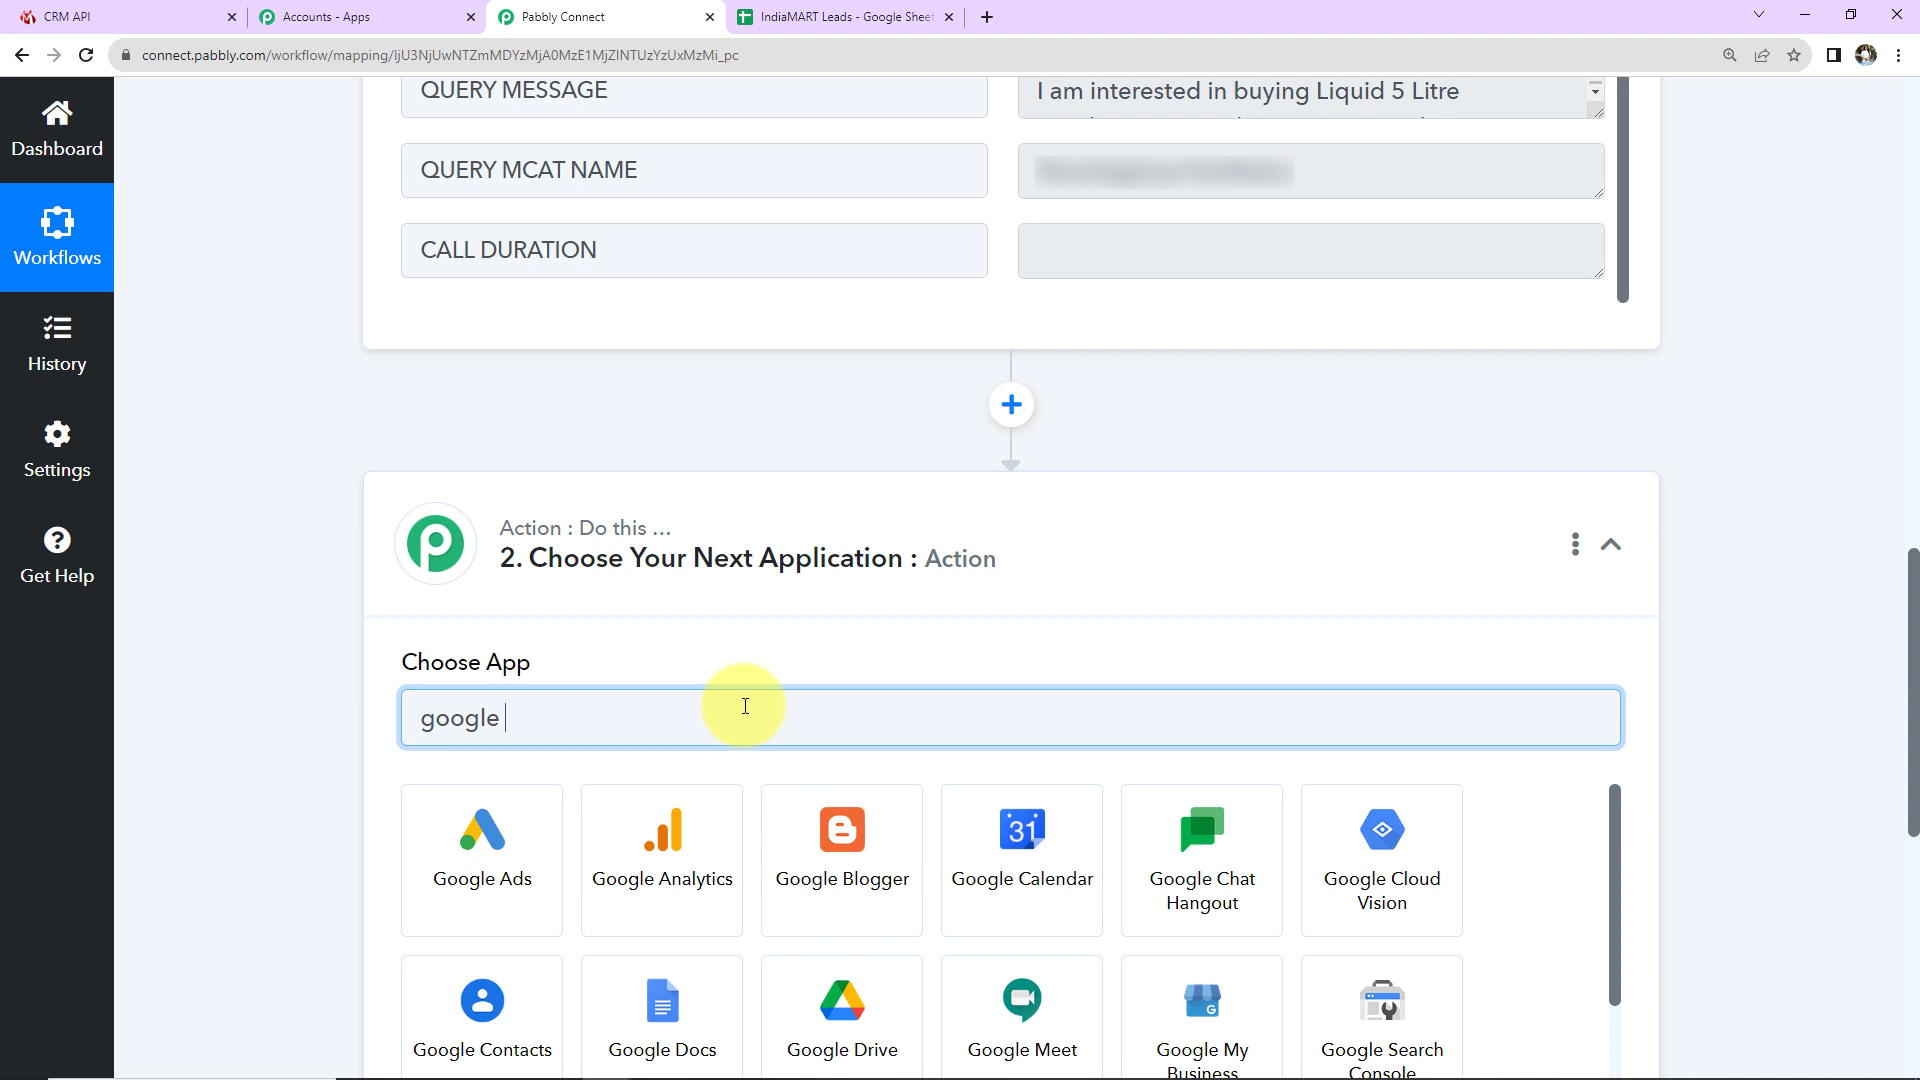 CRM API
Accounts - Apps
Pabbly Connect
IndiaMART Leads - Google Sheet
connect.pabbly.com/workflow/mapping/IjU3NjUwNTZmMDYzMjA0MzE1MjZlNTUzYzUxMzMi_pc
Dashboard
Workflows
History
Settings
Get Help
QUERY MESSAGE
I am interested in buying Liquid 5 Litre
QUERY MCAT NAME
CALL DURATION
Action : Do this ...
2. Choose Your Next Application : Action
Choose App
google
Google Ads
Google Analytics
Google Blogger
31
Google Calendar
Google Chat
Hangout
Google Cloud
Vision
Google Contacts
Google Docs
Google Drive
Google Meet
Google My
Business
Google Search
Console